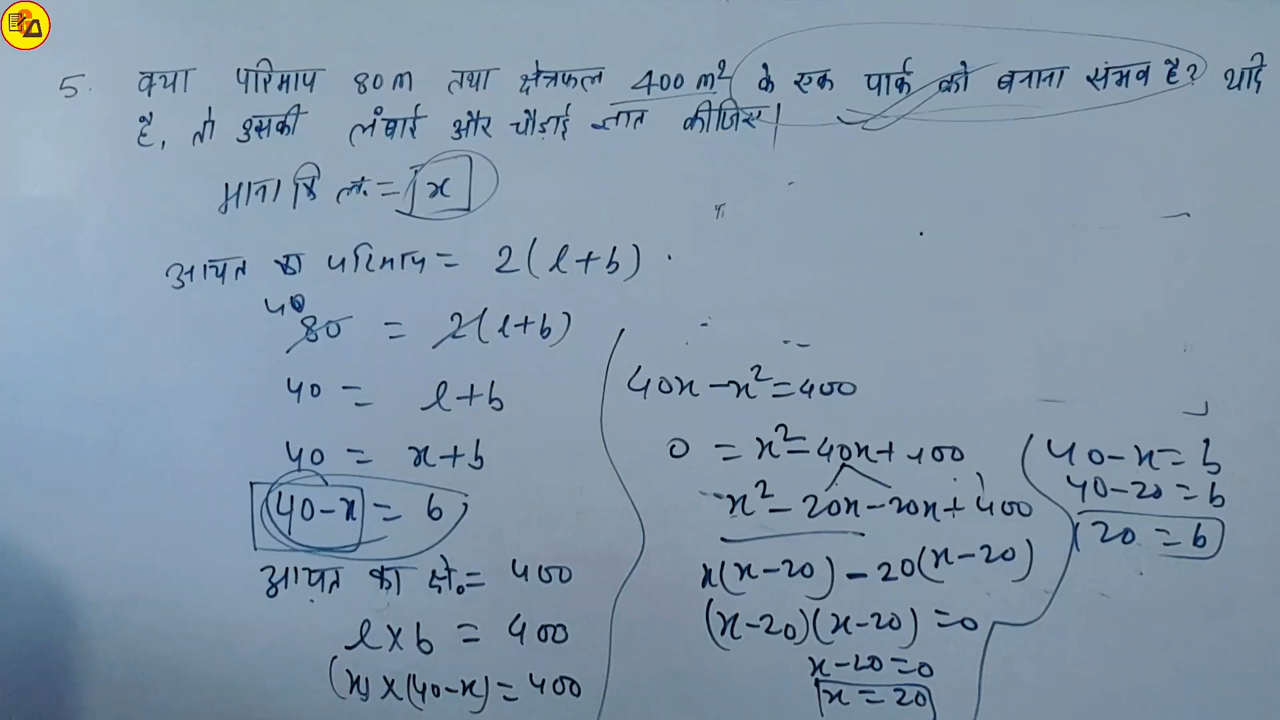 5. क्या परिमाप 80m तथा क्षेत्रफल 400 m² के एक पार्क को बनाना संभव है? यदि
है, तो उसकी लंबाई और चौड़ाई ज्ञात कीजिए।
माना कि ल. = x
आयत का परिमाप = 2(l+b)
40
80 = 2(l+b)
40 = l+b
40 = x+b
40-x = b
आयत का क्षे. = 400
l×b = 400
(x)×(40-x) = 400
40x-x²=400
0 = x²-40x+400
x²-20x-20x+400
x(x-20)-20(x-20)
(x-20)(x-20)=0
x-20=0
x=20
40-x=b
40-20=b
20=b